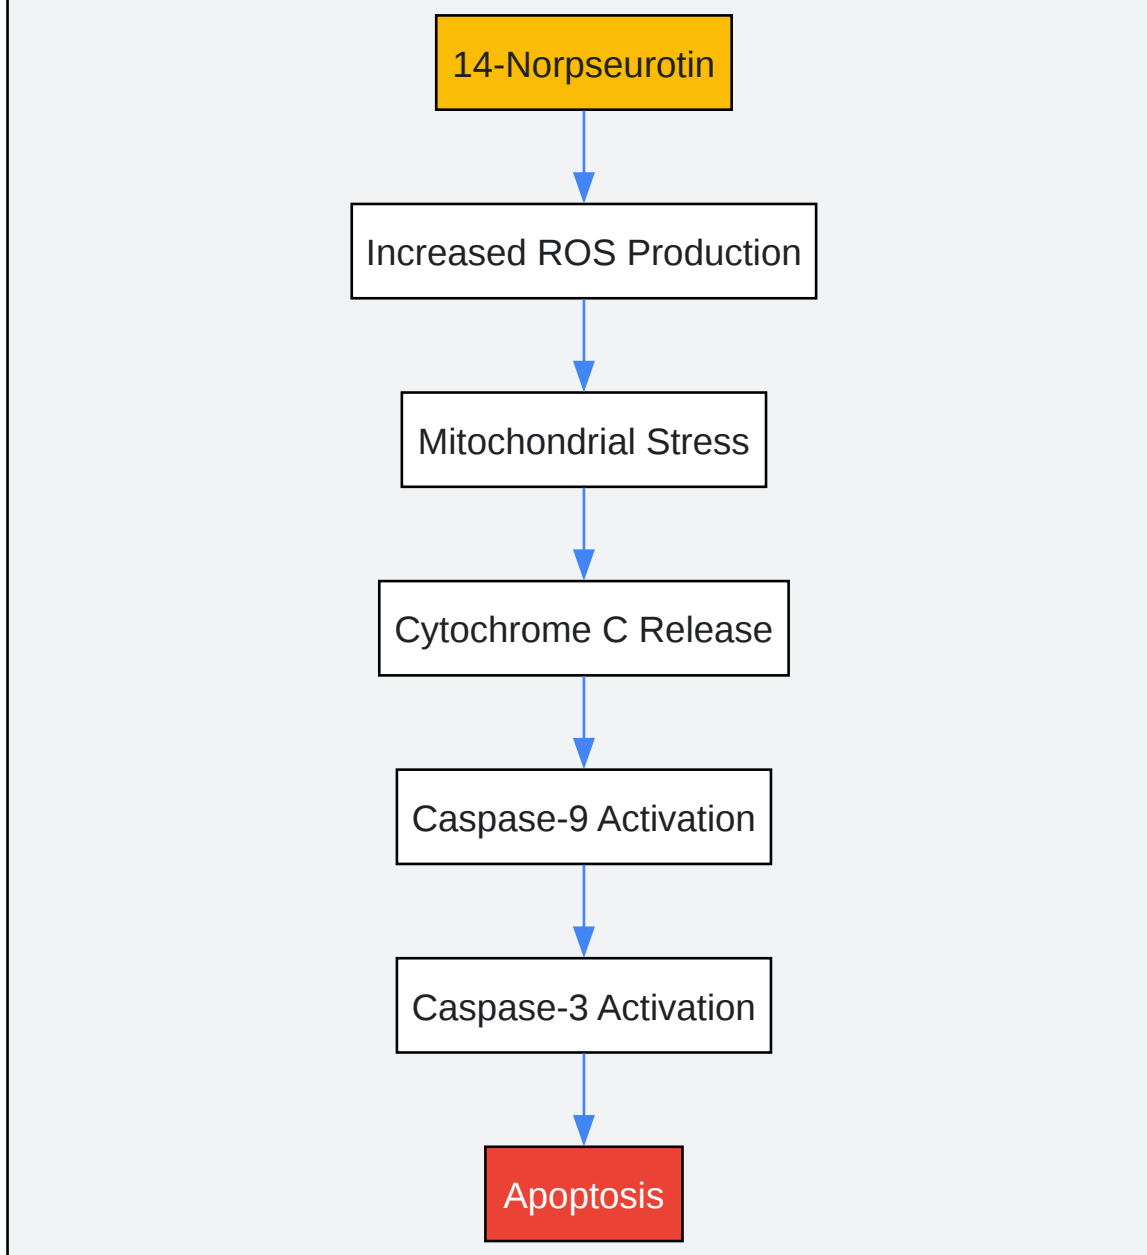 14-Norpseurotin
Increased ROS Production
Mitochondrial Stress
Cytochrome C Release
Caspase-9 Activation
Caspase-3 Activation
Apoptosis